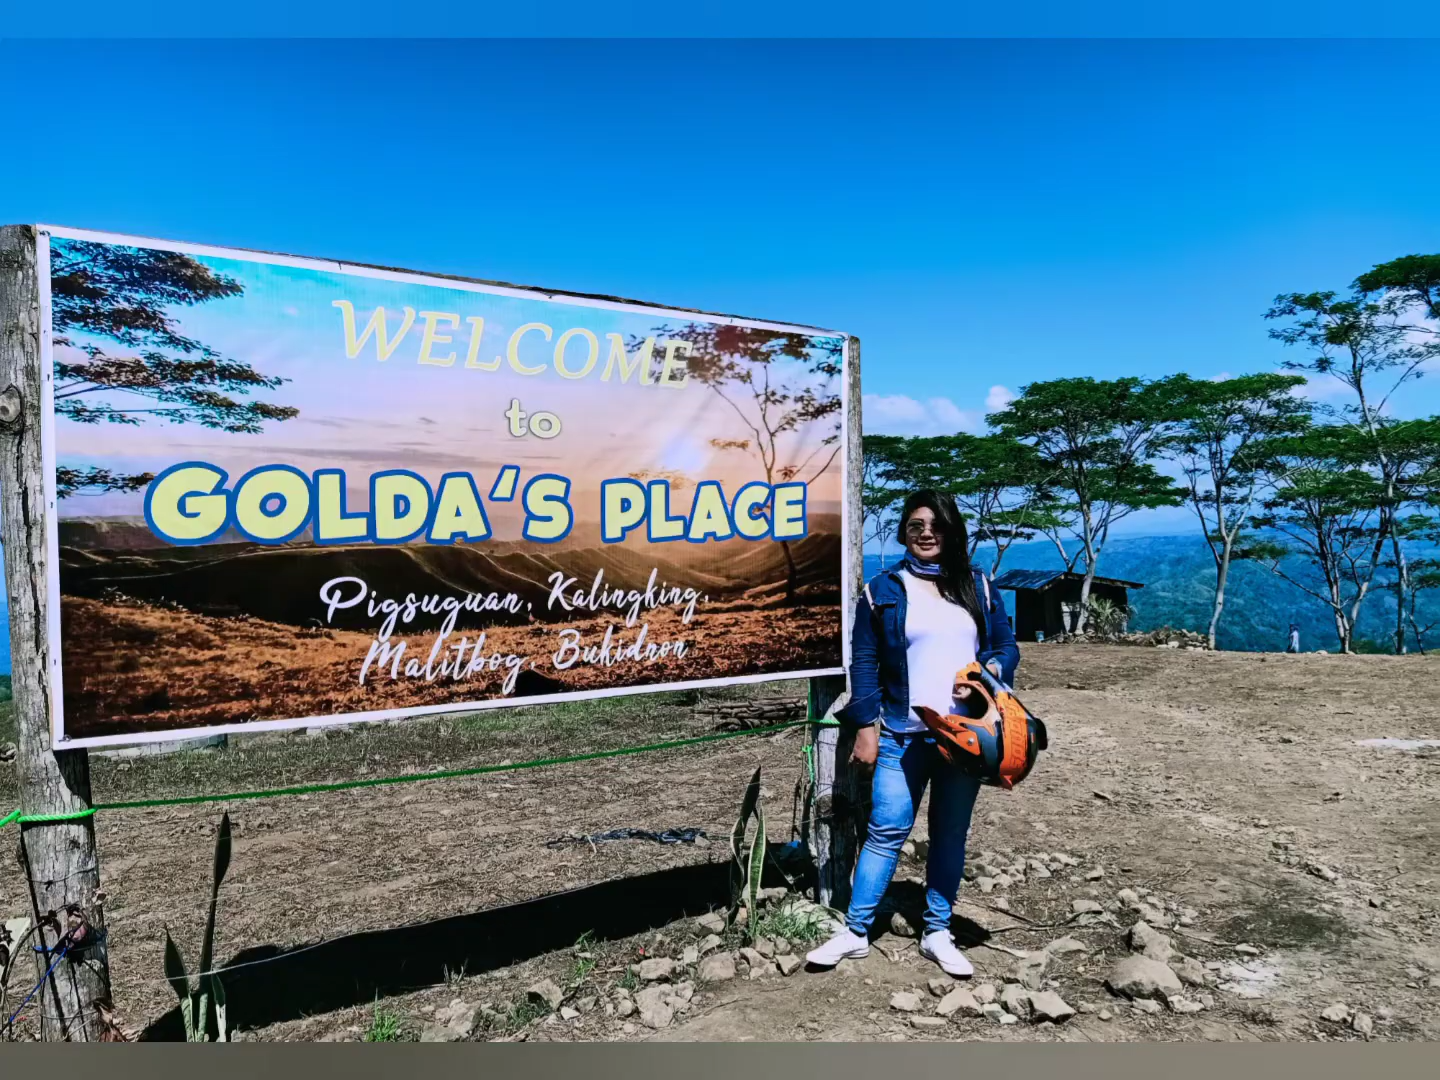 WELCOME
to
GOLDA'S PLACE
Pigsuguan, Kalingking,
Malitbog, Bukidnon